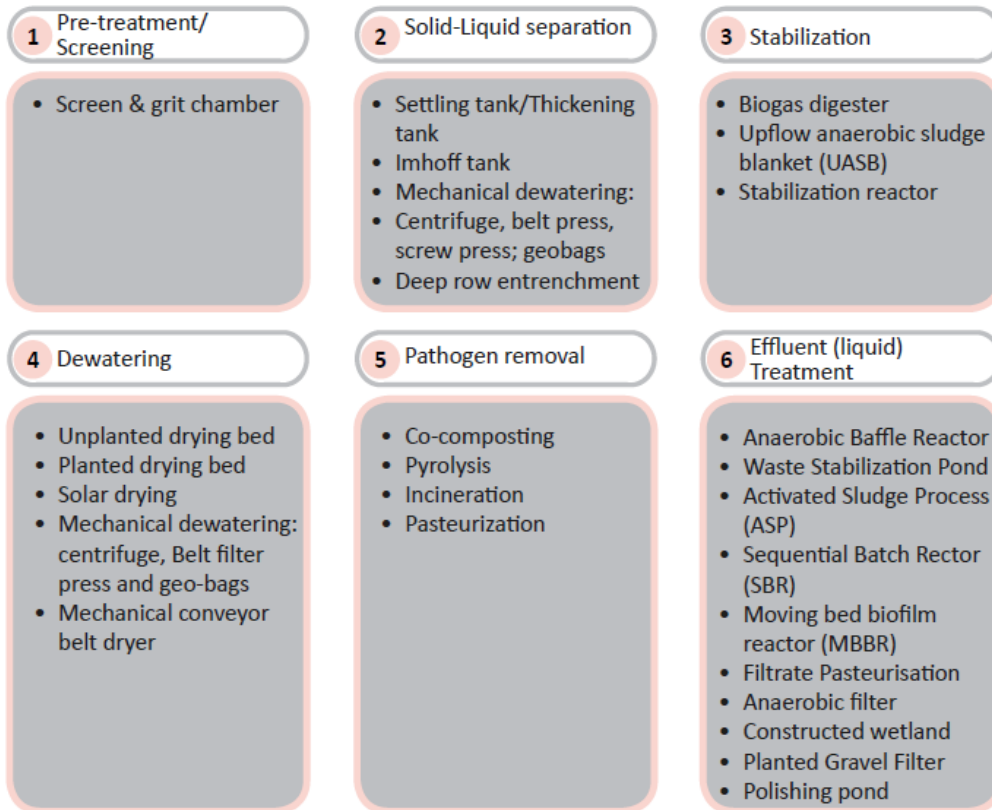 1
Pre-treatment/
Screening
• Screen & grit chamber
2
Solid-Liquid separation
• Settling tank/Thickening
tank
• Imhoff tank
• Mechanical dewatering:
• Centrifuge, belt press,
screw press; geobags
• Deep row entrenchment
3
Stabilization
• Biogas digester
• Upflow anaerobic sludge
blanket (UASB)
• Stabilization reactor
4
Dewatering
• Unplanted drying bed
• Planted drying bed
• Solar drying
• Mechanical dewatering:
centrifuge, Belt filter
press and geo-bags
• Mechanical conveyor
belt dryer
5
Pathogen removal
• Co-composting
• Pyrolysis
• Incineration
• Pasteurization
6
Effluent (liquid)
Treatment
• Anaerobic Baffle Reactor
• Waste Stabilization Pond
• Activated Sludge Process
(ASP)
• Sequential Batch Rector
(SBR)
• Moving bed biofilm
reactor (MBBR)
• Filtrate Pasteurisation
• Anaerobic filter
• Constructed wetland
• Planted Gravel Filter
• Polishing pond